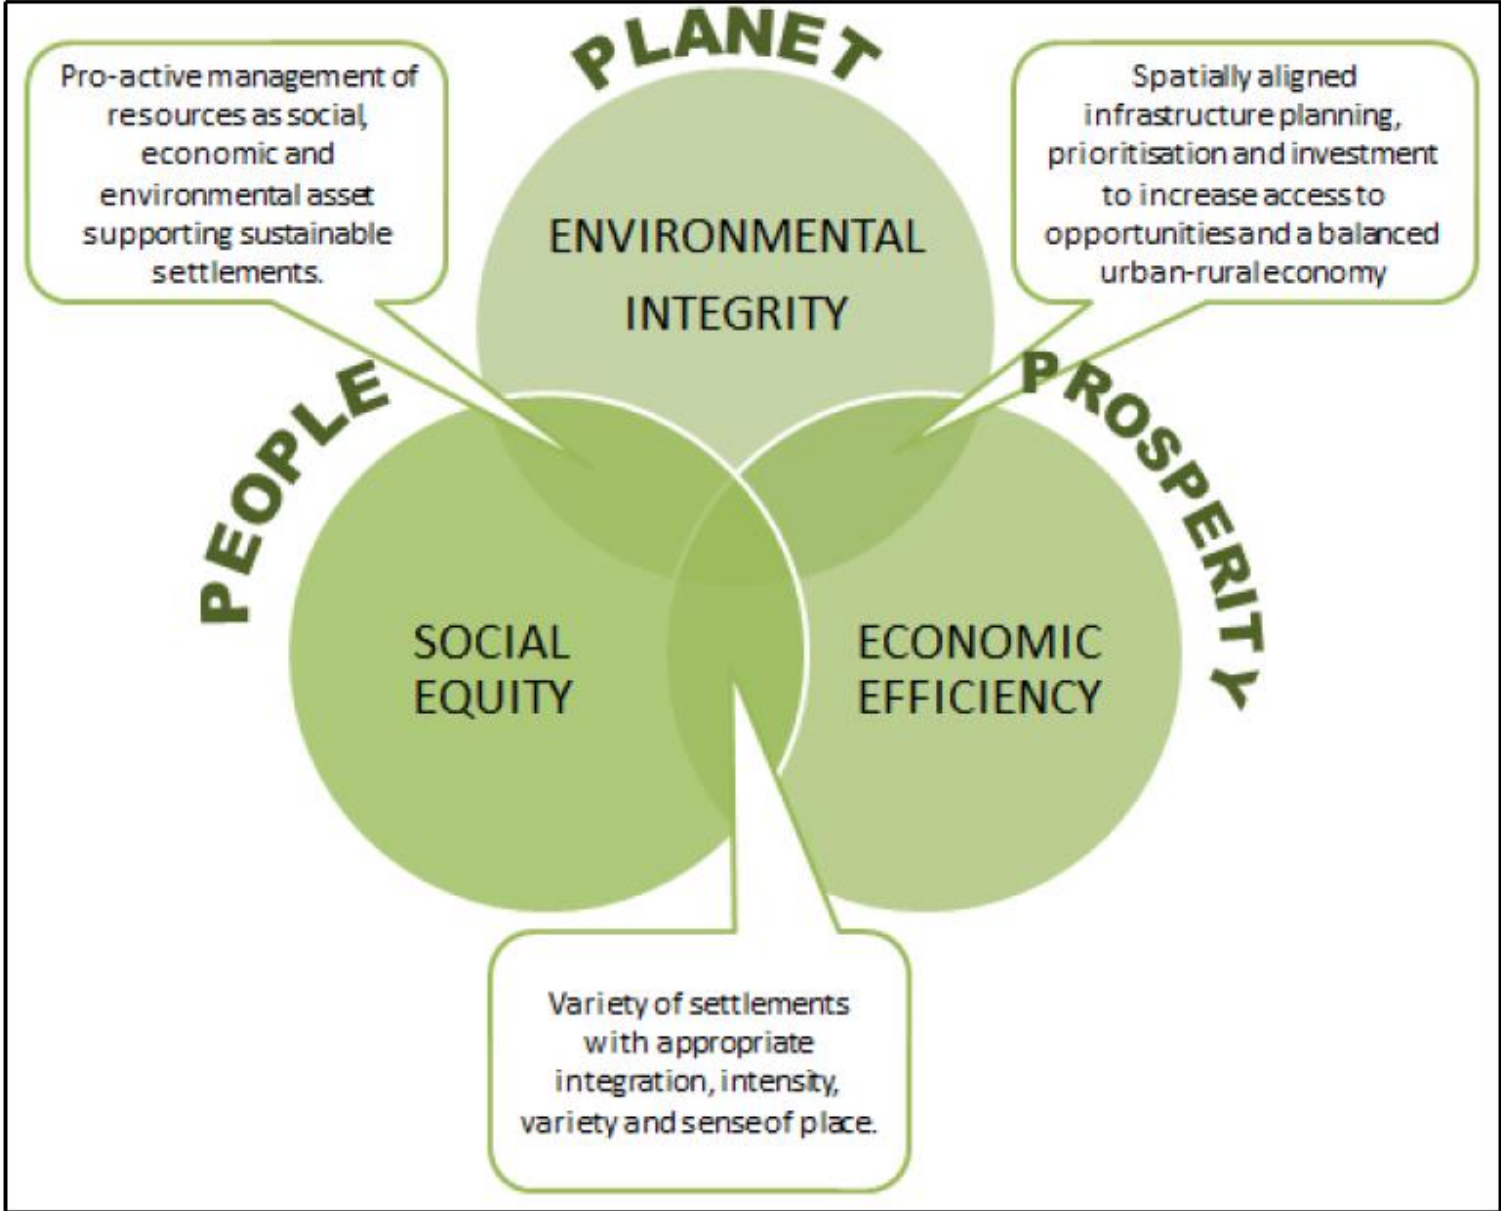 PLANET
Pro-active management of
resources as social,
economic and
environmental asset
supporting sustainable
settlements.
Spatially aligned
infrastructure planning,
prioritisation and investment
to increase access to
opportunities and a balanced
urban-rural economy
ENVIRONMENTAL
INTEGRITY
PEOPLE
PROSPERITY
SOCIAL
EQUITY
ECONOMIC
EFFICIENCY
Variety of settlements
with appropriate
integration, intensity,
variety and sense of place.